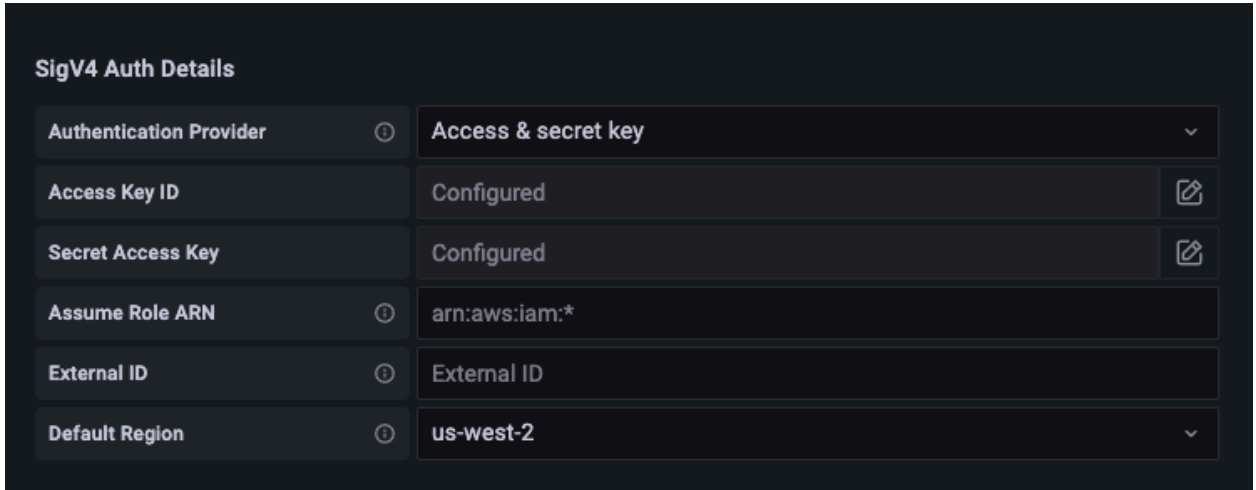 SigV4 Auth Details
Authentication Provider Access & secret key
Access Key ID Configured
Secret Access Key Configured
Assume Role ARN arn:aws:iam:*
External ID External ID
Default Region us-west-2